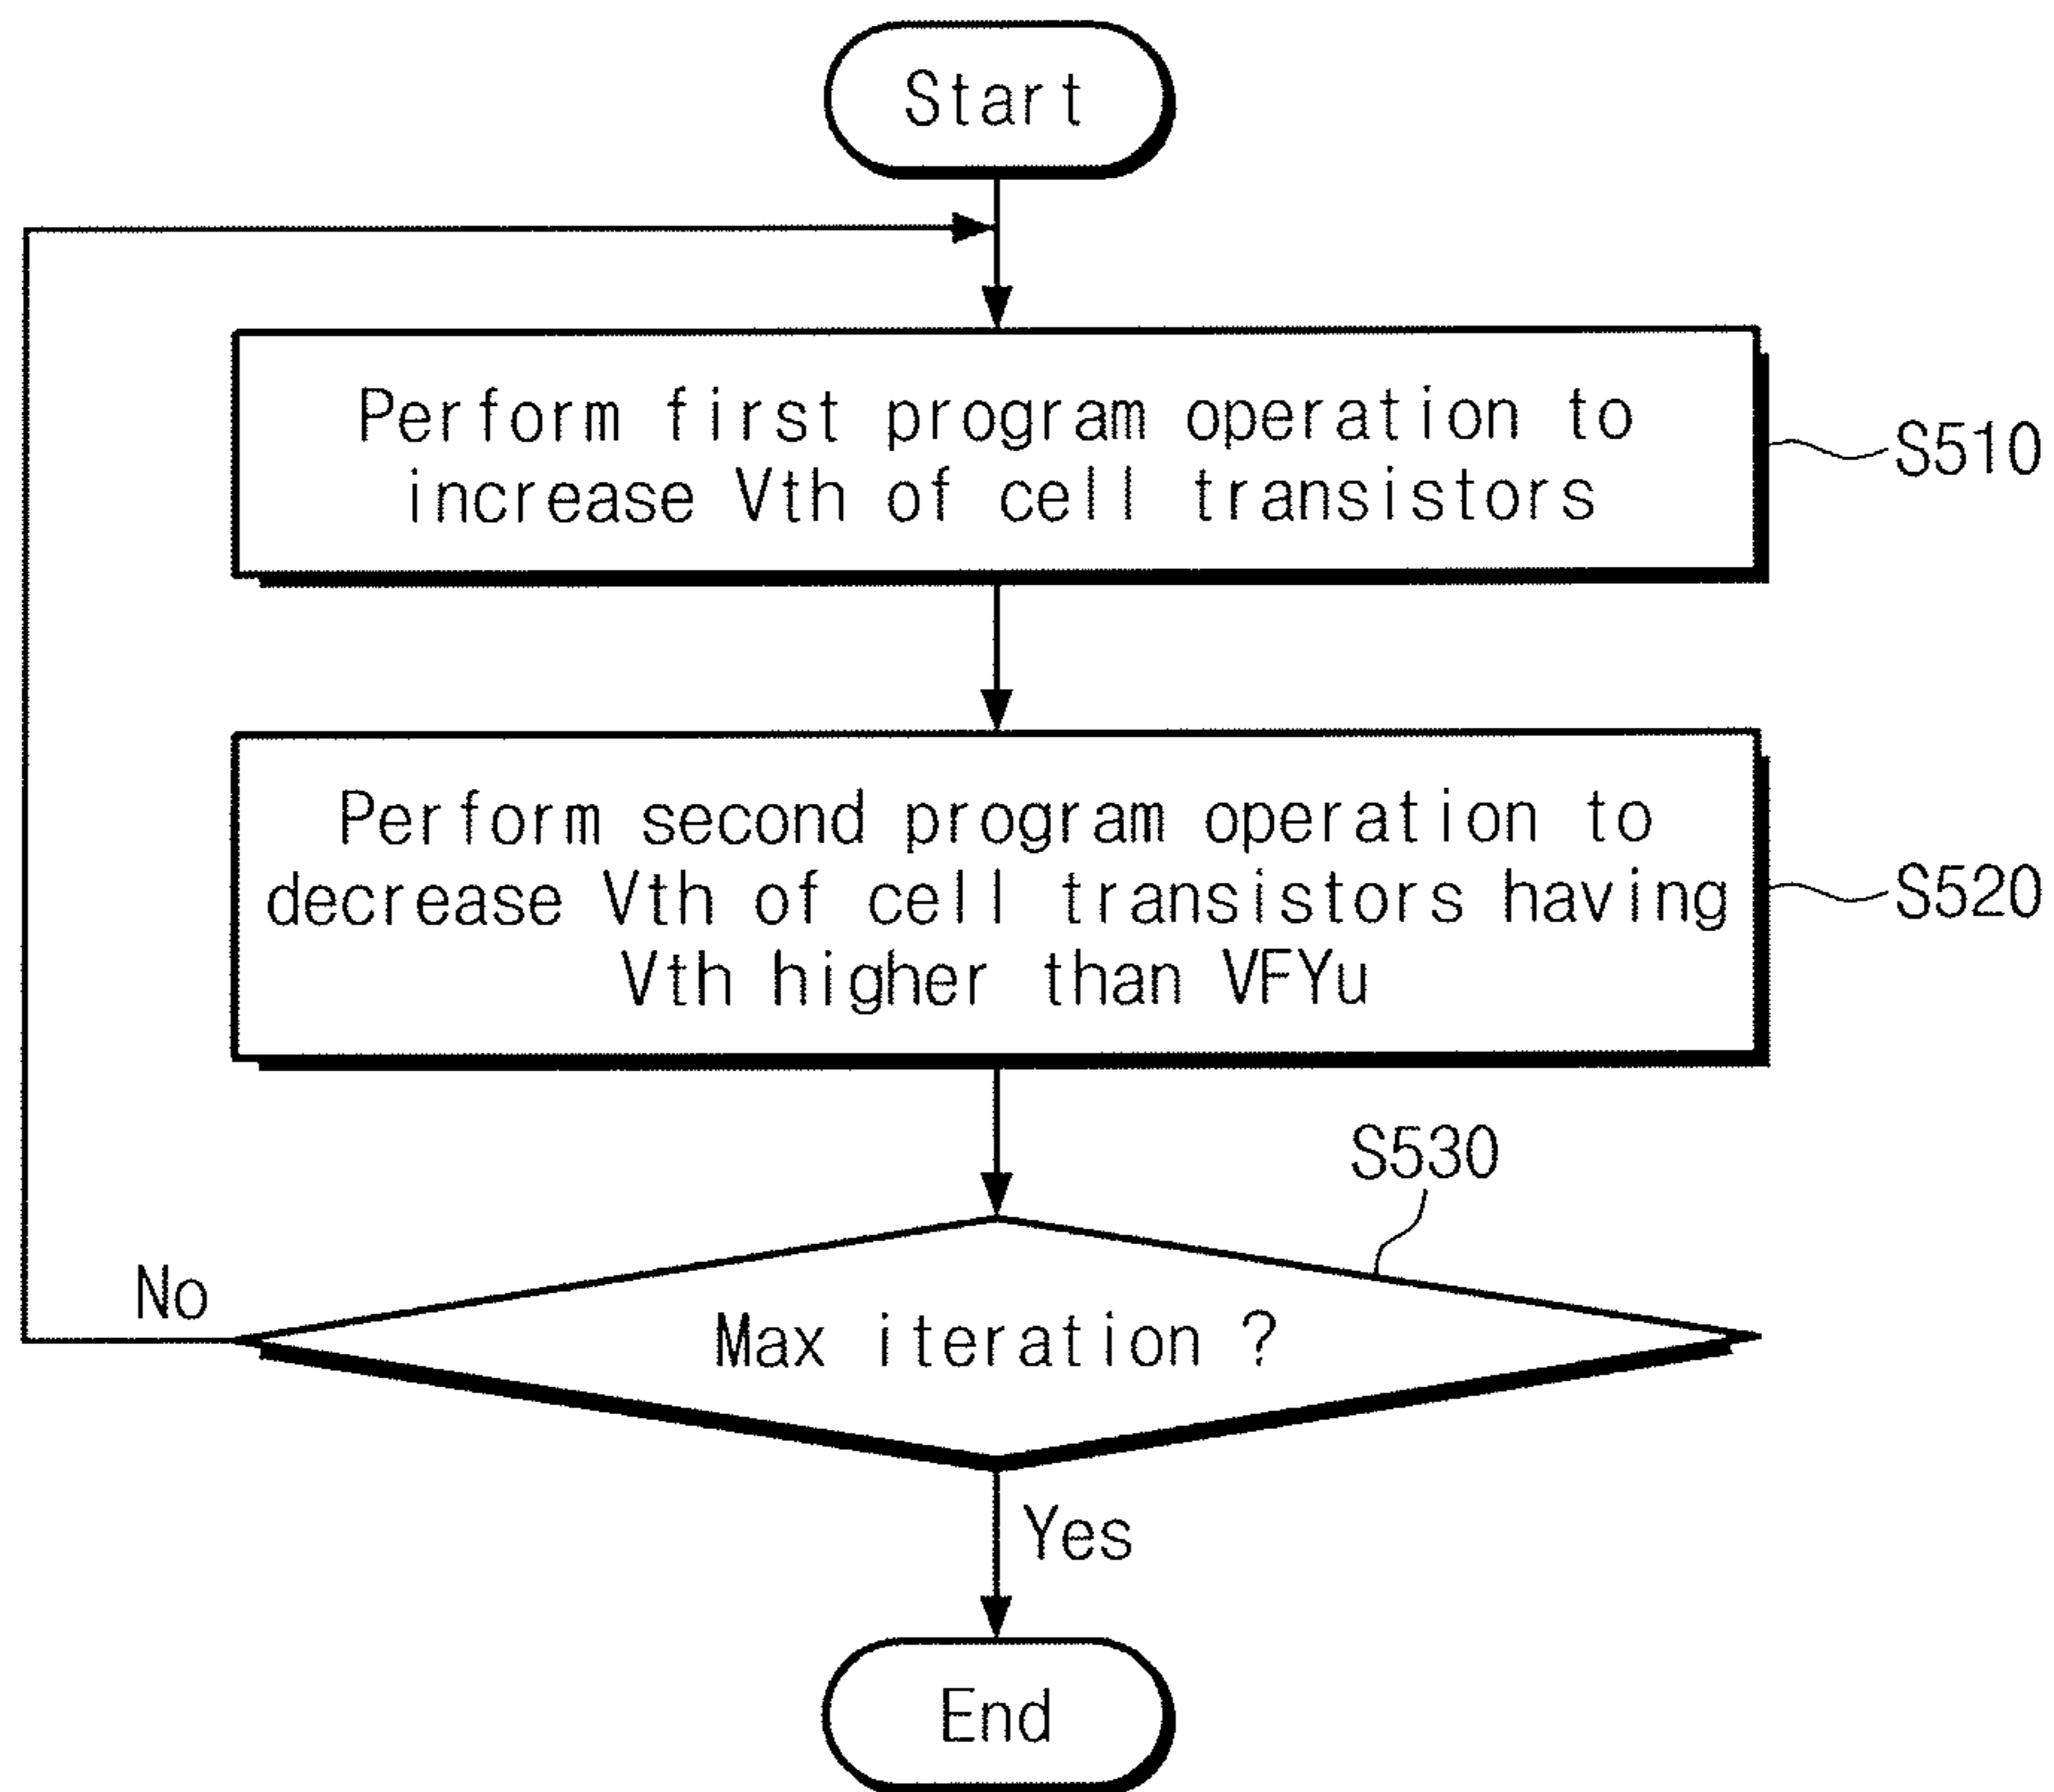 Start
Perform first program operation to
increase Vth of cell transistors
S510
Perform second program operation to
decrease Vth of cell transistors having
Vth higher than VFYu
S520
S530
Max iteration ?
No
Yes
End